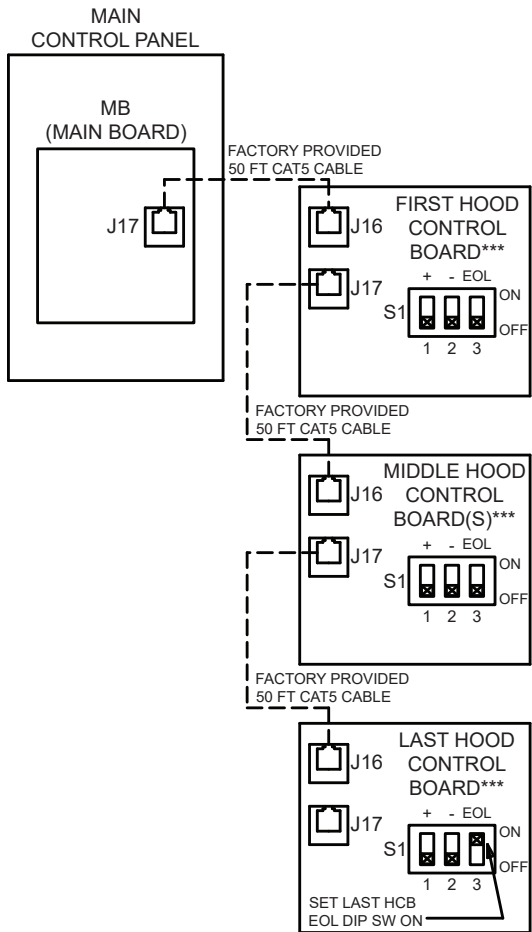 MAIN
CONTROL PANEL
MB
(MAIN BOARD)
J17
FACTORY PROVIDED
50 FT CAT5 CABLE
J16
J17
FIRST HOOD
CONTROL
BOARD***
+ - EOL
ON
S1
OFF
1 2 3
FACTORY PROVIDED
50 FT CAT5 CABLE
J16
J17
MIDDLE HOOD
CONTROL
BOARD(S)***
+ - EOL
ON
S1
OFF
1 2 3
FACTORY PROVIDED
50 FT CAT5 CABLE
J16
J17
LAST HOOD
CONTROL
BOARD***
+ - EOL
ON
S1
OFF
1 2 3
SET LAST HCB
EOL DIP SW ON